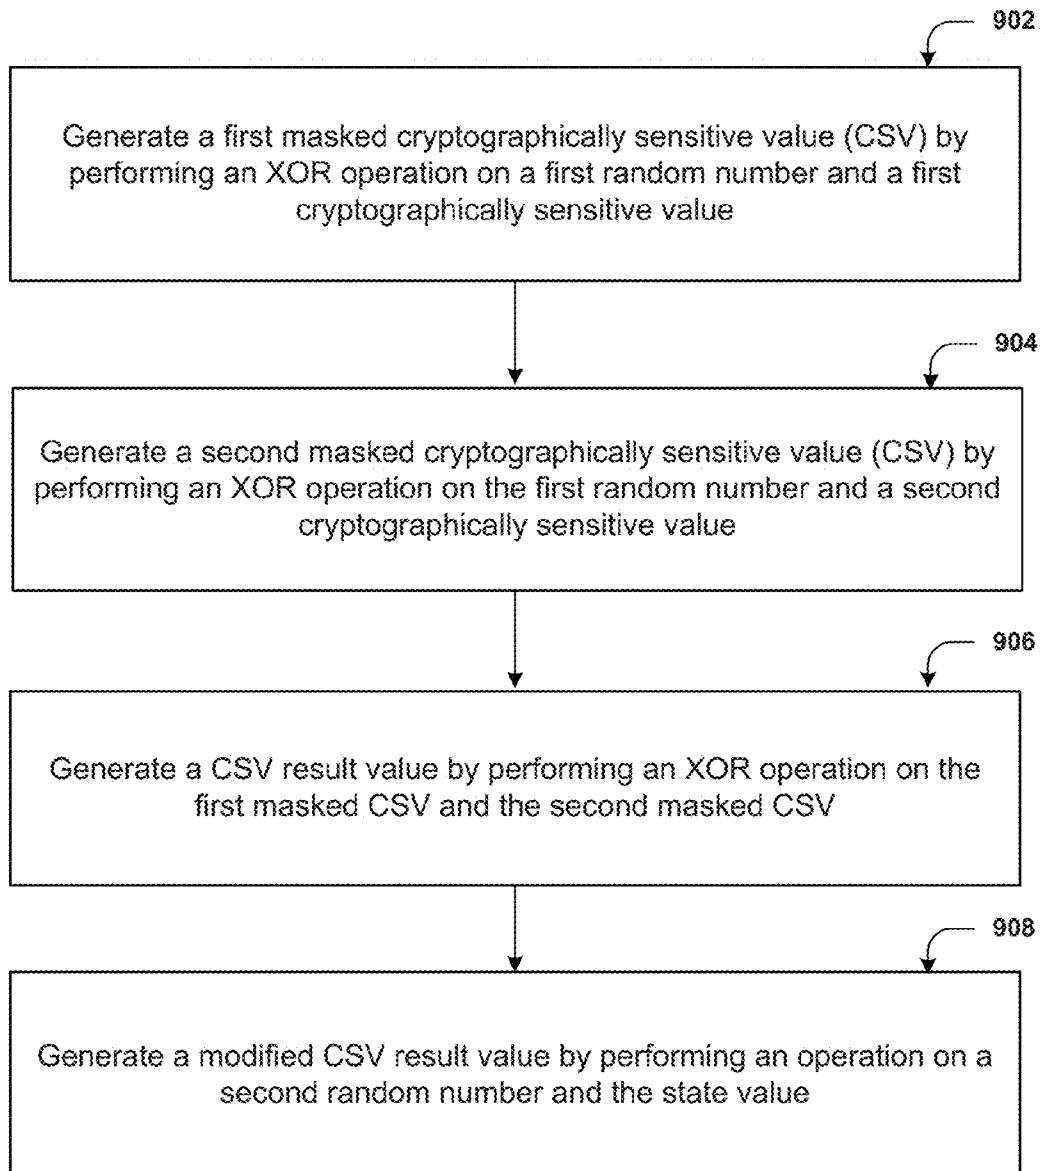 902
Generate a first masked cryptographically sensitive value (CSV) by
performing an XOR operation on a first random number and a first
cryptographically sensitive value
904
Generate a second masked cryptographically sensitive value (CSV) by
performing an XOR operation on the first random number and a second
cryptographically sensitive value
906
Generate a CSV result value by performing an XOR operation on the
first masked CSV and the second masked CSV
908
Generate a modified CSV result value by performing an operation on a
second random number and the state value